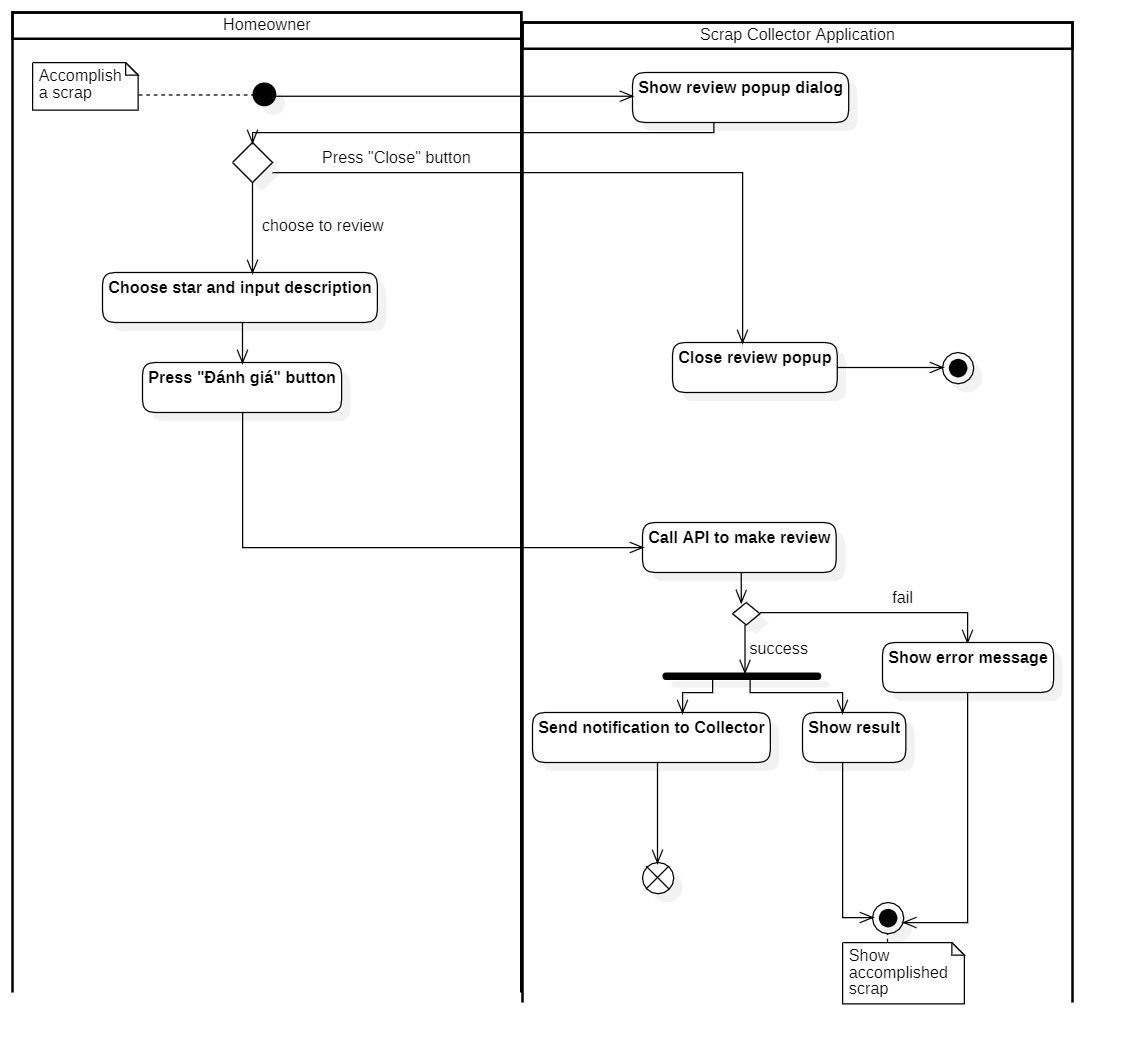 Homeowner
Scrap Collector Application
Accomplish
a scrap
Show review popup dialog
Press "Close" button
choose to review
Choose star and input description
Close review popup
Press "Đánh giá" button
Call API to make review
fail
success
Show error message
Send notification to Collector
Show result
Show
accomplished
scrap